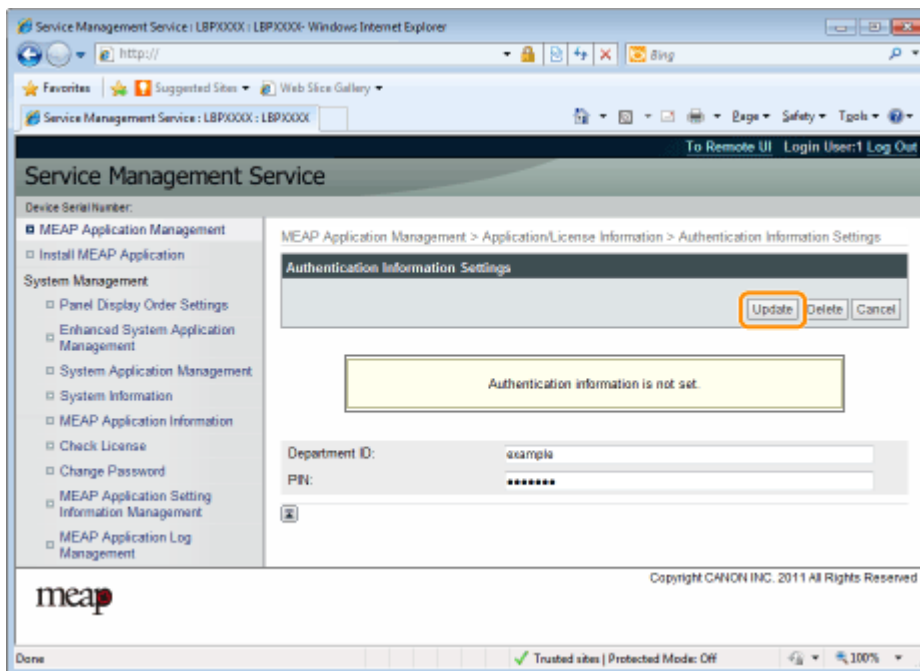 Service Management Service : LBPXXXX : LBPXXXX- Windows Internet Explorer
http://
Bing
Favorites Suggested Sites Web Slice Gallery
Service Management Service : LBPXXXX : LBPXXXX
Page Safety Tools
To Remote UI Login User:1 Log Out
Service Management Service
Device Serial Number:
MEAP Application Management
Install MEAP Application
System Management
Panel Display Order Settings
Enhanced System Application
Management
System Application Management
System Information
MEAP Application Information
Check License
Change Password
MEAP Application Setting
Information Management
MEAP Application Log
Management
MEAP Application Management > Application/License Information > Authentication Information Settings
Authentication Information Settings
Update Delete Cancel
Authentication information is not set.
Department ID: example
PIN: •••••••
Copyright CANON INC. 2011 All Rights Reserved
meap
Done Trusted sites | Protected Mode: Off 100%